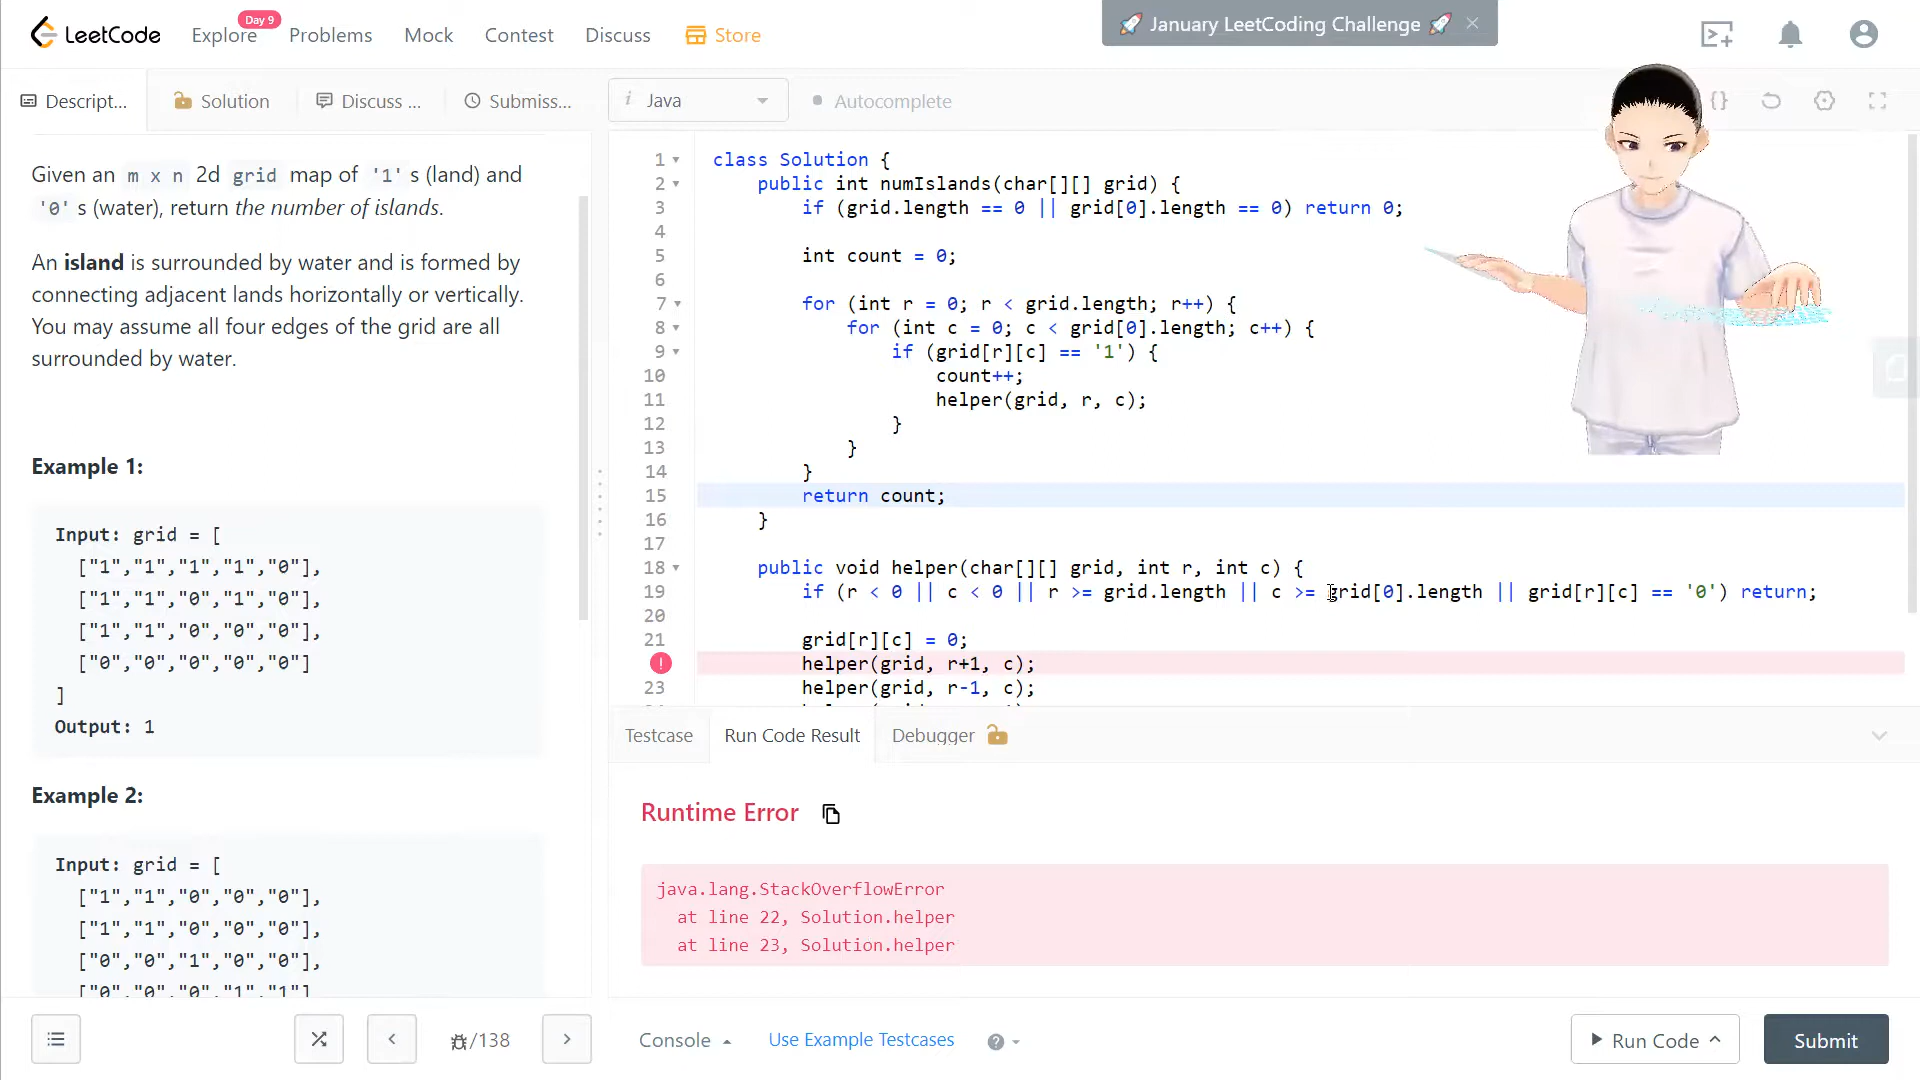 LeetCode
Explore
Day 9
Problems
Mock
Contest
Discuss
Store
🚀 January LeetCoding Challenge 🚀 ×
Descript...
Solution
Discuss ...
Submiss...
i Java
Autocomplete
{}
Given an m x n 2d grid map of '1' s (land) and
'0' s (water), return the number of islands.
An island is surrounded by water and is formed by
connecting adjacent lands horizontally or vertically.
You may assume all four edges of the grid are all
surrounded by water.
Example 1:
Input: grid = [
["1","1","1","1","0"],
["1","1","0","1","0"],
["1","1","0","0","0"],
["0","0","0","0","0"]
]
Output: 1
Example 2:
Input: grid = [
["1","1","0","0","0"],
["1","1","0","0","0"],
["0","0","1","0","0"],
["0","0","0","1","1"]
/138
1 class Solution {
2 public int numIslands(char[][] grid) {
3 if (grid.length == 0 || grid[0].length == 0) return 0;
4
5 int count = 0;
6
7 for (int r = 0; r < grid.length; r++) {
8 for (int c = 0; c < grid[0].length; c++) {
9 if (grid[r][c] == '1') {
10 count++;
11 helper(grid, r, c);
12 }
13 }
14 }
15 return count;
16 }
17
18 public void helper(char[][] grid, int r, int c) {
19 if (r < 0 || c < 0 || r >= grid.length || c >= grid[0].length || grid[r][c] == '0') return;
20
21 grid[r][c] = 0;
! helper(grid, r+1, c);
23 helper(grid, r-1, c);
Testcase
Run Code Result
Debugger
Runtime Error
java.lang.StackOverflowError
at line 22, Solution.helper
at line 23, Solution.helper
Console
Use Example Testcases
?
Run Code
Submit